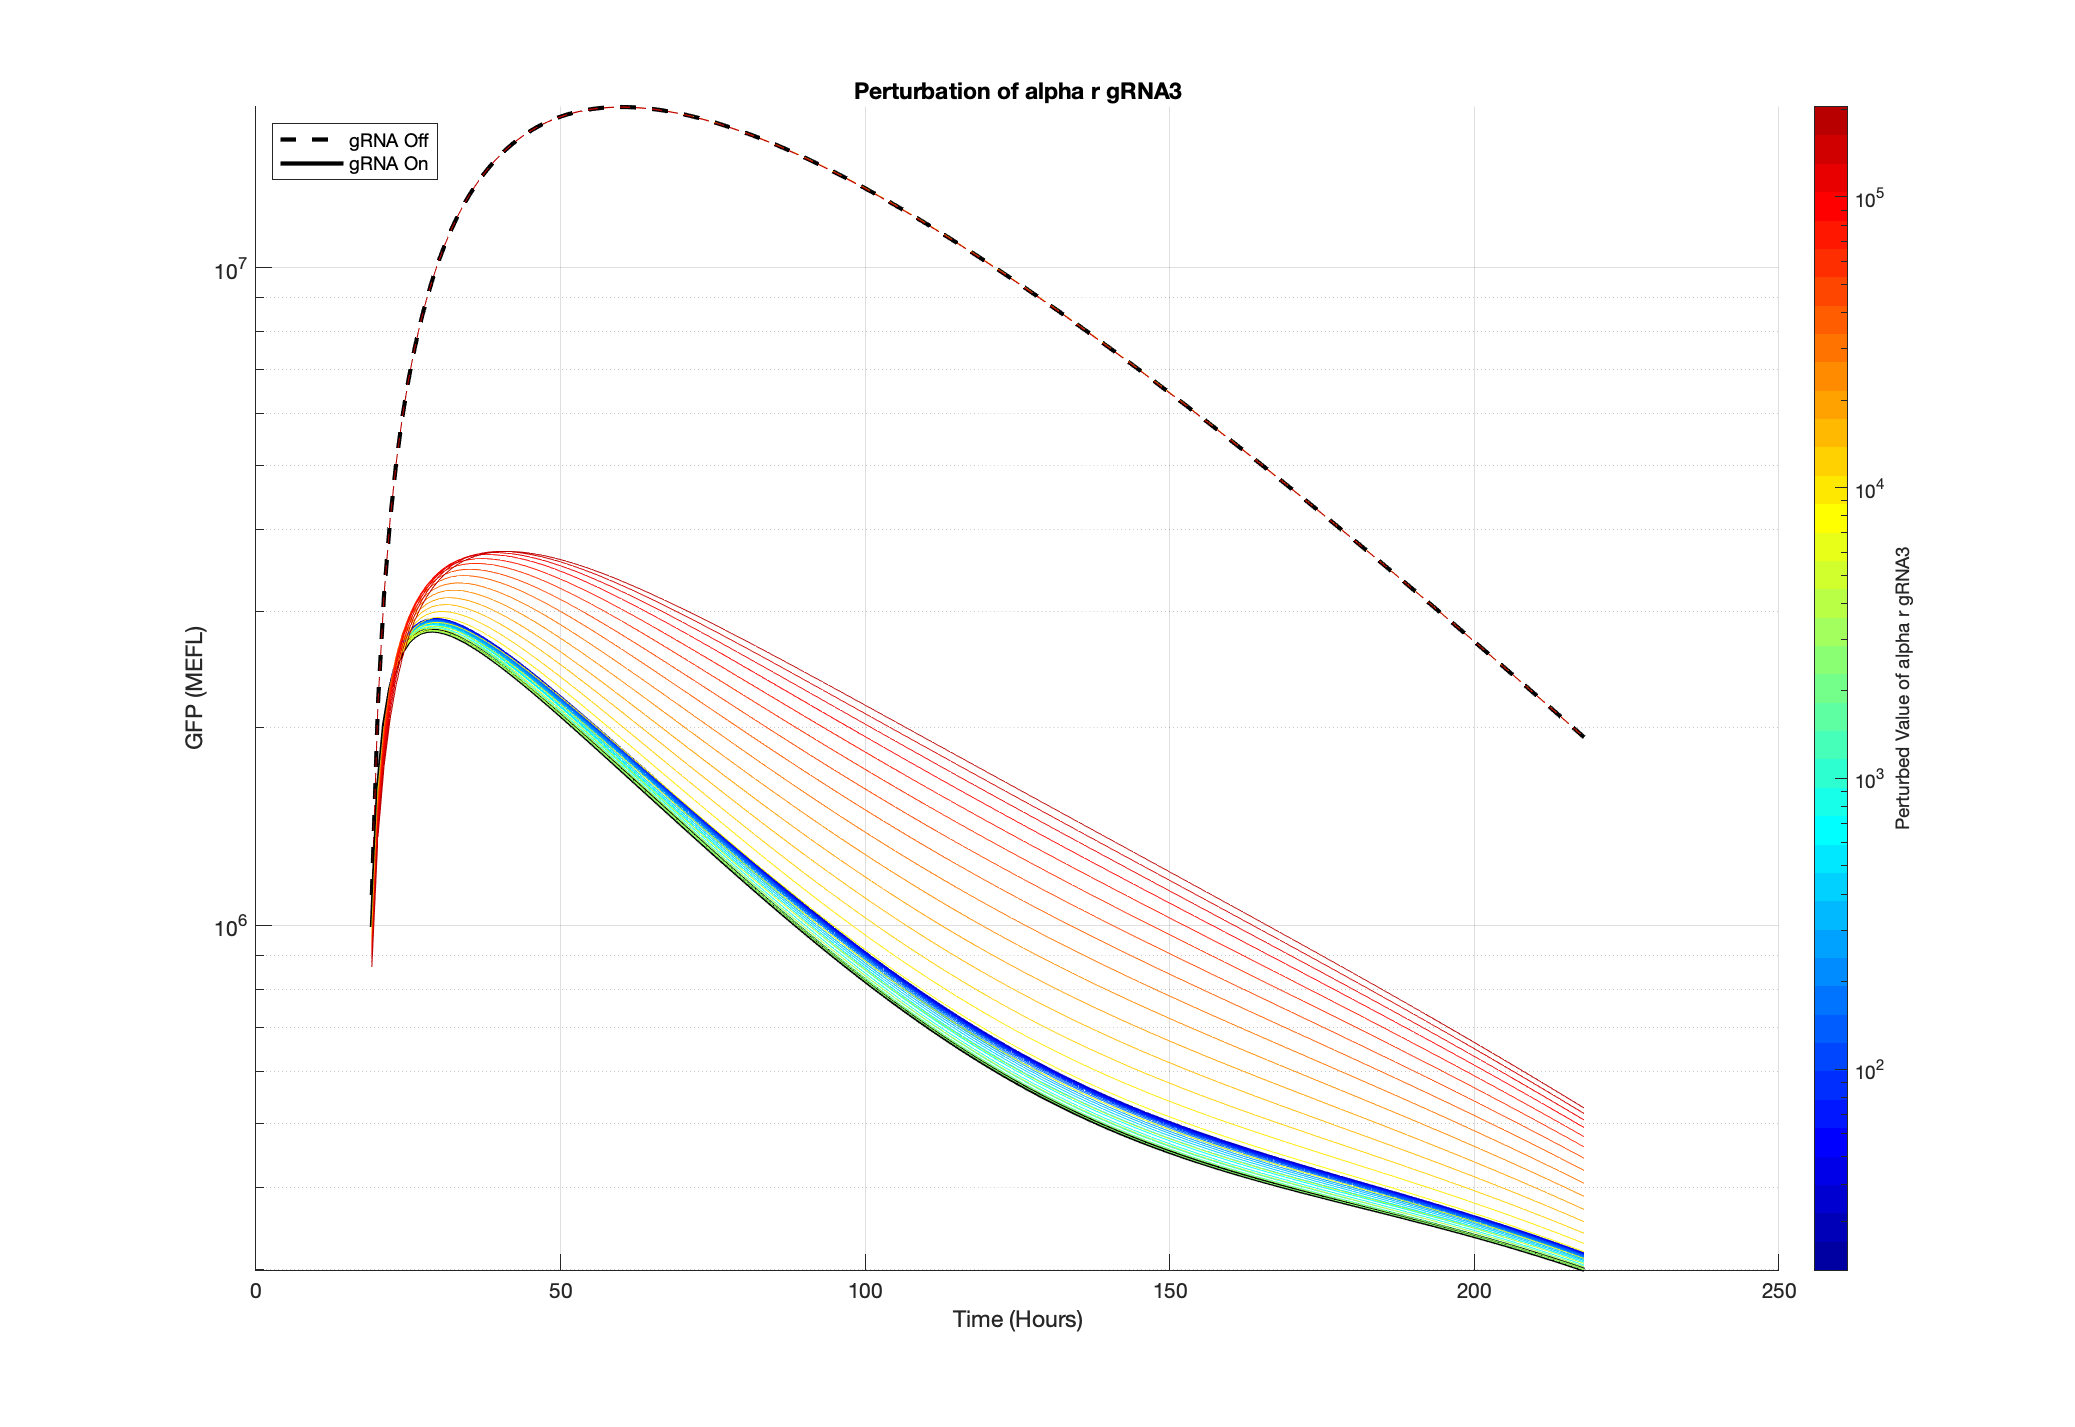 Perturbation of alpha r gRNA3
gRNA Off
gRNA On
10^7
10^6
GFP (MEFL)
0
50
100
150
200
250
Time (Hours)
10^5
10^4
10^3
10^2
Perturbed Value of alpha r gRNA3